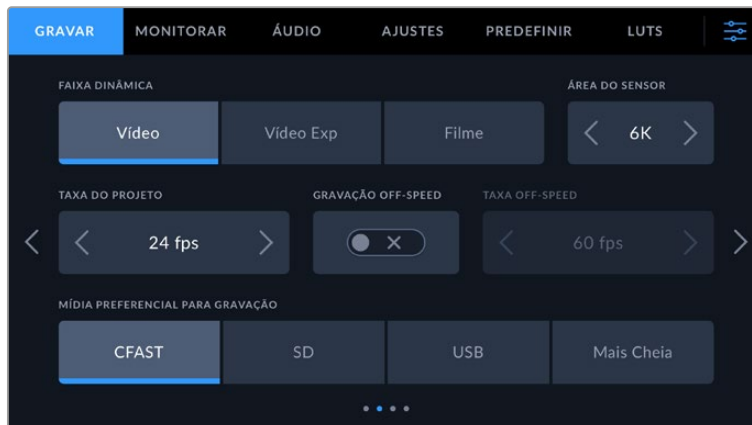 GRAVAR MONITORAR ÁUDIO AJUSTES PREDEFINIR LUTS
FAIXA DINÂMICA ÁREA DO SENSOR
Vídeo Vídeo Exp Filme 6K
TAXA DO PROJETO GRAVAÇÃO OFF-SPEED TAXA OFF-SPEED
24 fps 60 fps
MÍDIA PREFERENCIAL PARA GRAVAÇÃO
CFAST SD USB Mais Cheia